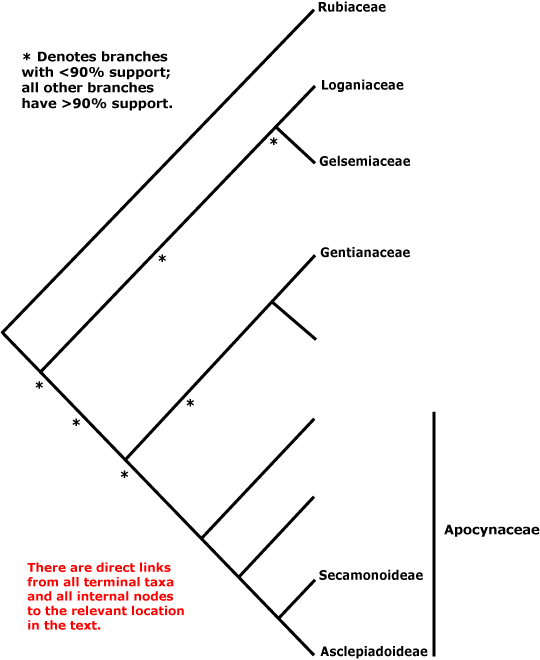 Rubiaceae
* Denotes branches
with <90% support;
all other branches
have >90% support.
Loganiaceae
*
Gelsemiaceae
Gentianaceae
*
*
*
*
*
Apocynaceae
There are direct links
from all terminal taxa
and all internal nodes
to the relevant location
in the text.
Secamonoideae
Asclepiadoideae